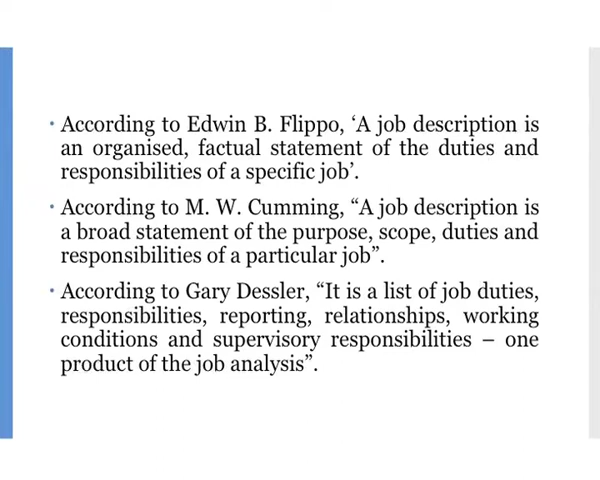 • According to Edwin B. Flippo, ‘A job description is
an organised, factual statement of the duties and
responsibilities of a specific job’.
• According to M. W. Cumming, “A job description is
a broad statement of the purpose, scope, duties and
responsibilities of a particular job”.
• According to Gary Dessler, “It is a list of job duties,
responsibilities, reporting, relationships, working
conditions and supervisory responsibilities – one
product of the job analysis”.